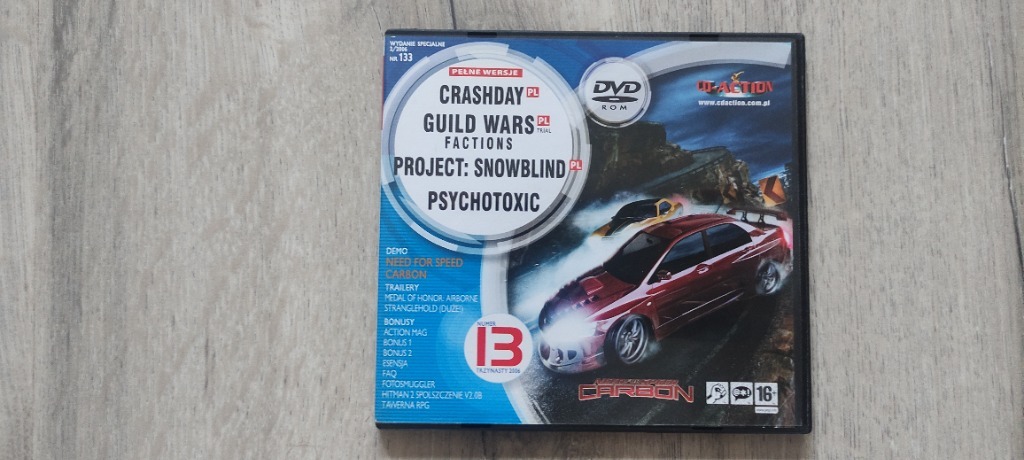 WYDANIE SPECJALNE
2/2006
NR. 133
PEŁNE WERSJE
CRASHDAY PL
GUILD WARS PL
TRIAL
FACTIONS
PROJECT: SNOWBLIND PL
PSYCHOTOXIC
DVD
ROM
CD-ACTION
www.cdaction.com.pl
DEMO
NEED FOR SPEED
CARBON
TRAILERY
MEDAL OF HONOR: AIRBORNE
STRANGLEHOLD (DUŻE!)
BONUSY
ACTION MAG
BONUS 1
BONUS 2
ESENSJA
FAQ
FOTOSMUGGLER
HITMAN 2 SPOLSZCZENIE V2.0B
TAWERNA RPG
NUMER
13
TRZYNASTY 2006
CARBON
16+